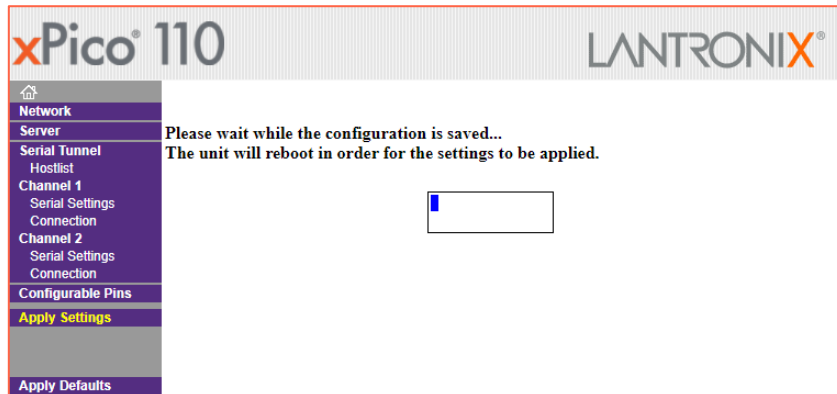 xPico® 110
LANTRONIX®
Network
Server
Serial Tunnel
Hostlist
Channel 1
Serial Settings
Connection
Channel 2
Serial Settings
Connection
Configurable Pins
Apply Settings
Apply Defaults
Please wait while the configuration is saved...
The unit will reboot in order for the settings to be applied.